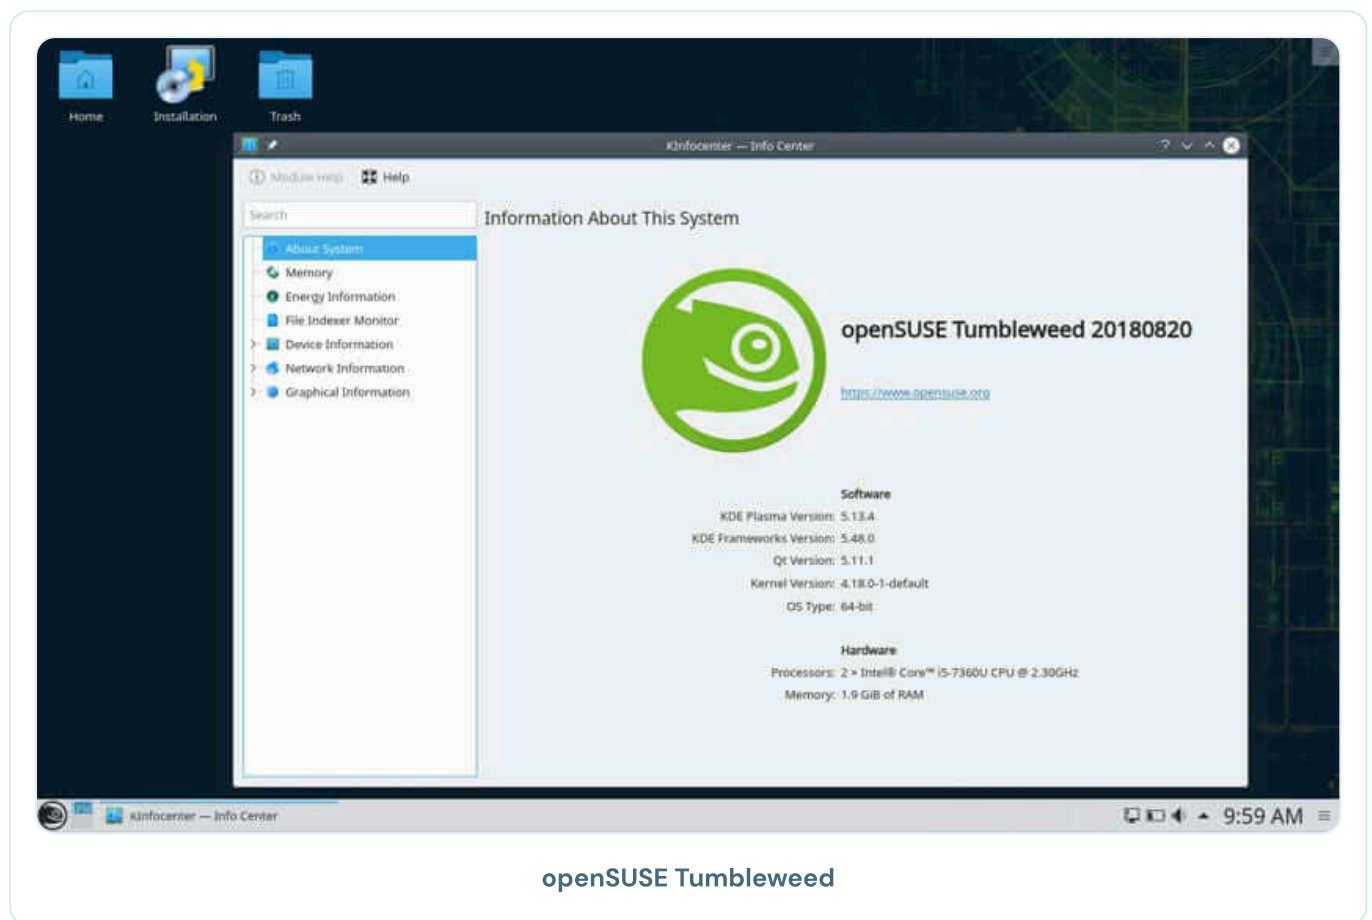 Home
Installation
Trash
KInfocenter — Info Center
Module Help
Help
Search
Information About This System
About System
Memory
Energy Information
File Indexer Monitor
Device Information
Network Information
Graphical Information
openSUSE Tumbleweed 20180820
https://www.opensuse.org
Software
KDE Plasma Version: 5.13.4
KDE Frameworks Version: 5.48.0
Qt Version: 5.11.1
Kernel Version: 4.18.0-1-default
OS Type: 64-bit
Hardware
Processors: 2 × Intel® Core™ i5-7360U CPU @ 2.30GHz
Memory: 1.9 GiB of RAM
KInfocenter — Info Center
9:59 AM
openSUSE Tumbleweed